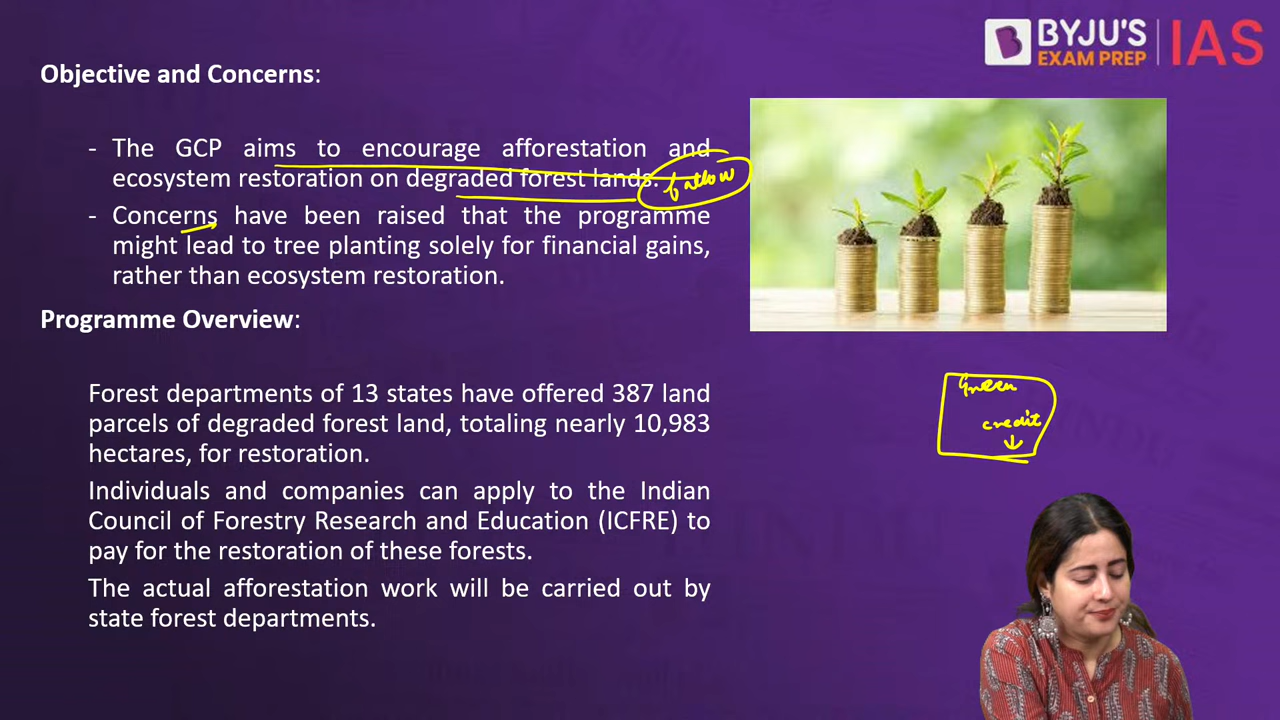 BYJU'S
EXAM PREP
IAS
Objective and Concerns:
- The GCP aims to encourage afforestation and
ecosystem restoration on degraded forest lands.
fallow
- Concerns have been raised that the programme
might lead to tree planting solely for financial gains,
rather than ecosystem restoration.
Programme Overview:
Green
credit
Forest departments of 13 states have offered 387 land
parcels of degraded forest land, totaling nearly 10,983
hectares, for restoration.
Individuals and companies can apply to the Indian
Council of Forestry Research and Education (ICFRE) to
pay for the restoration of these forests.
The actual afforestation work will be carried out by
state forest departments.